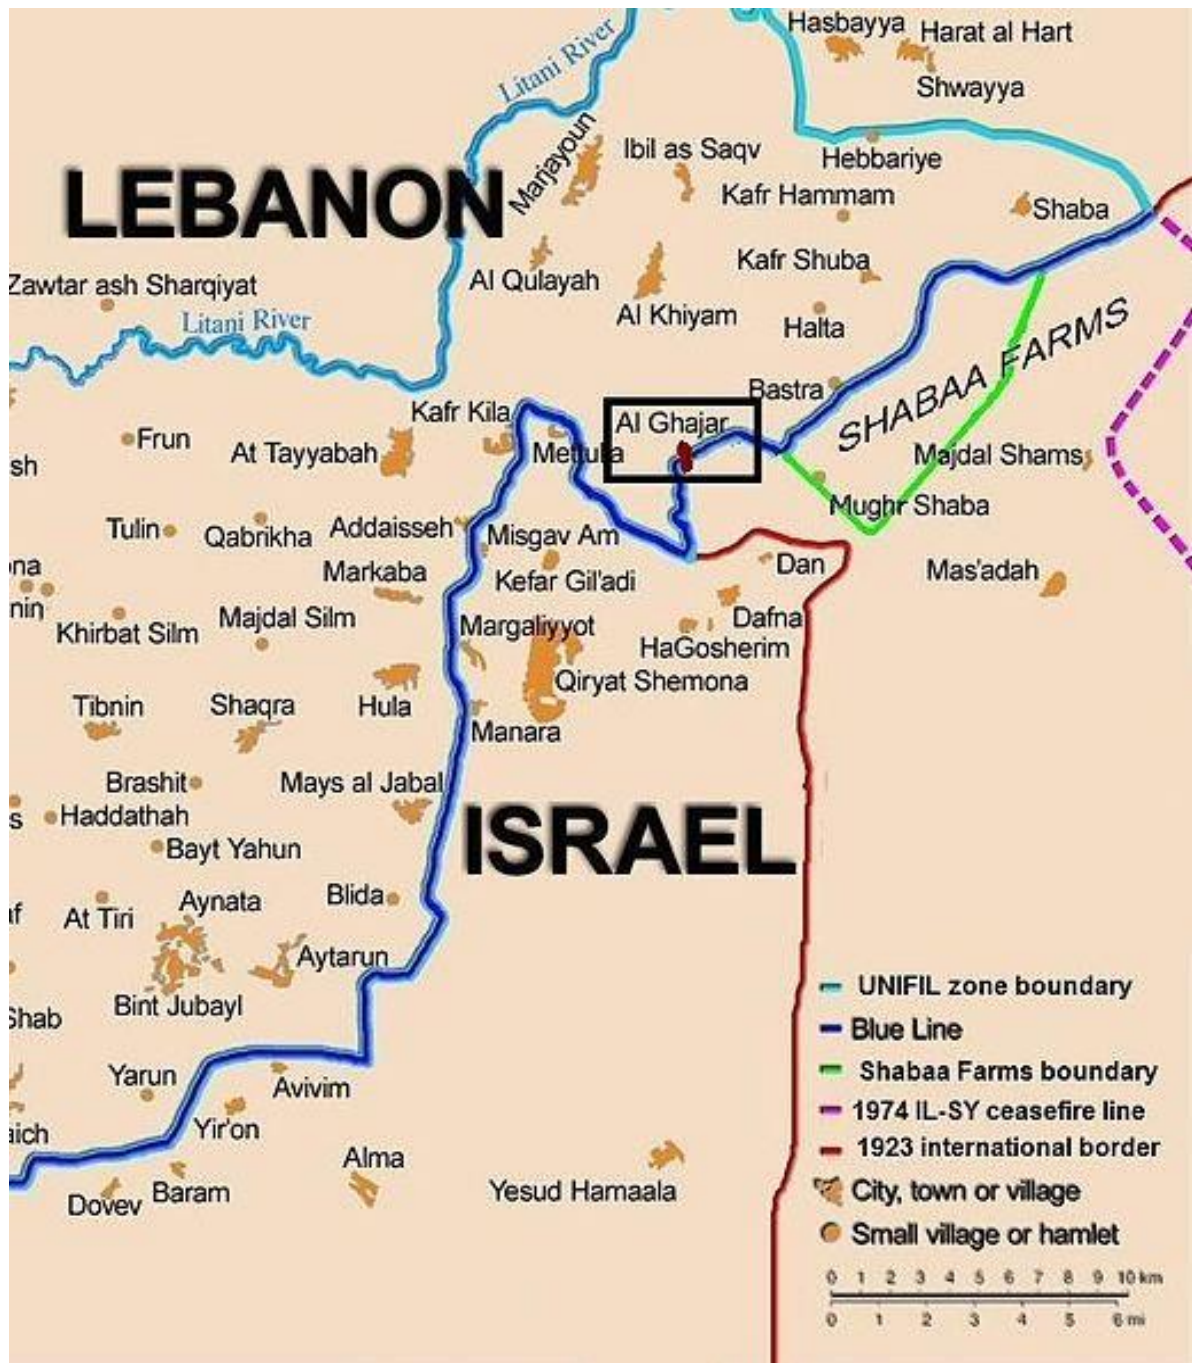 Hasbayya
Harat al Hart
Shwayya
Litani River
Marjayoun
Ibil as Saqv
Hebbariye
LEBANON
Kafr Hammam
Shaba
Al Qulayah
Kafr Shuba
Zawtar ash Sharqiyat
Litani River
Al Khiyam
Halta
SHABAA FARMS
Bastra
Kafr Kila
Al Ghajar
Frun
At Tayyabah
Metulla
Majdal Shams
sh
Mughr Shaba
Tulin
Qabrikha
Addaisseh
Misgav Am
Dan
Mas'adah
na
Markaba
Kefar Gil'adi
nin
Khirbat Silm
Majdal Silm
Margaliyyot
Dafna
HaGosherim
Qiryat Shemona
Tibnin
Shaqra
Hula
Manara
Brashit
Mays al Jabal
s
Haddathah
ISRAEL
Bayt Yahun
Blida
af
At Tiri
Aynata
Aytarun
Bint Jubayl
Shab
Yarun
Avivim
aich
Yir'on
Alma
Dovev
Baram
Yesud Hamaala
UNIFIL zone boundary
Blue Line
Shabaa Farms boundary
1974 IL-SY ceasefire line
1923 international border
City, town or village
Small village or hamlet
0 1 2 3 4 5 6 7 8 9 10 km
0 1 2 3 4 5 6 mi